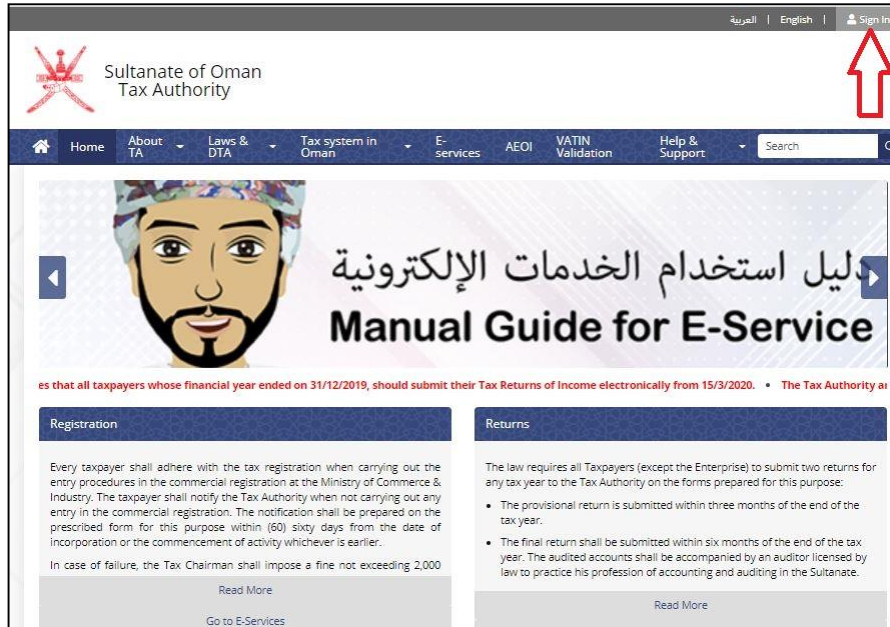 العربية | English | Sign In
Sultanate of Oman
Tax Authority
Home
About TA
Laws & DTA
Tax system in Oman
E-services
AEOI
VATIN Validation
Help & Support
Search
دليل استخدام الخدمات الإلكترونية
Manual Guide for E-Service
es that all taxpayers whose financial year ended on 31/12/2019, should submit their Tax Returns of Income electronically from 15/3/2020. • The Tax Authority an
Registration
Every taxpayer shall adhere with the tax registration when carrying out the
entry procedures in the commercial registration at the Ministry of Commerce &
Industry. The taxpayer shall notify the Tax Authority when not carrying out any
entry in the commercial registration. The notification shall be prepared on the
prescribed form for this purpose within (60) sixty days from the date of
incorporation or the commencement of activity whichever is earlier.
In case of failure, the Tax Chairman shall impose a fine not exceeding 2,000
Read More
Go to E-Services
Returns
The law requires all Taxpayers (except the Enterprise) to submit two returns for
any tax year to the Tax Authority on the forms prepared for this purpose:
• The provisional return is submitted within three months of the end of the
tax year.
• The final return shall be submitted within six months of the end of the tax
year. The audited accounts shall be accompanied by an auditor licensed by
law to practice his profession of accounting and auditing in the Sultanate.
Read More